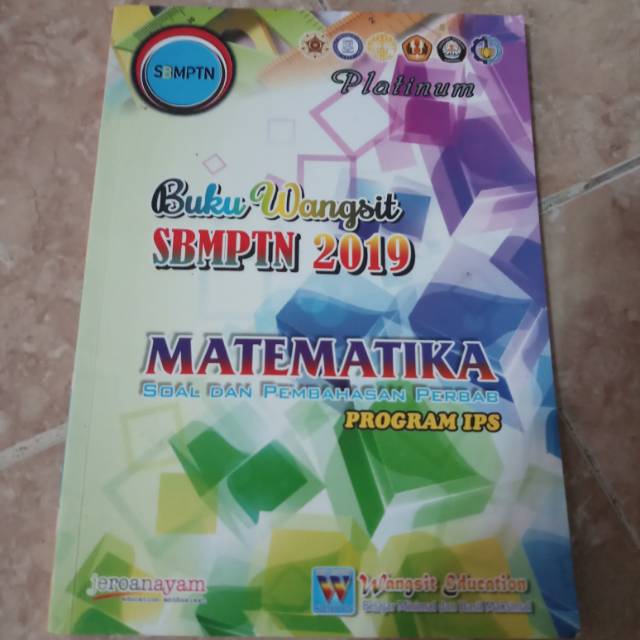 SBMPTN
Platinum
Buku Wangsit
SBMPTN 2019
MATEMATIKA
SOAL DAN PEMBAHASAN PERBAB
PROGRAM IPS
jeroanayam
W
Wangsit Education